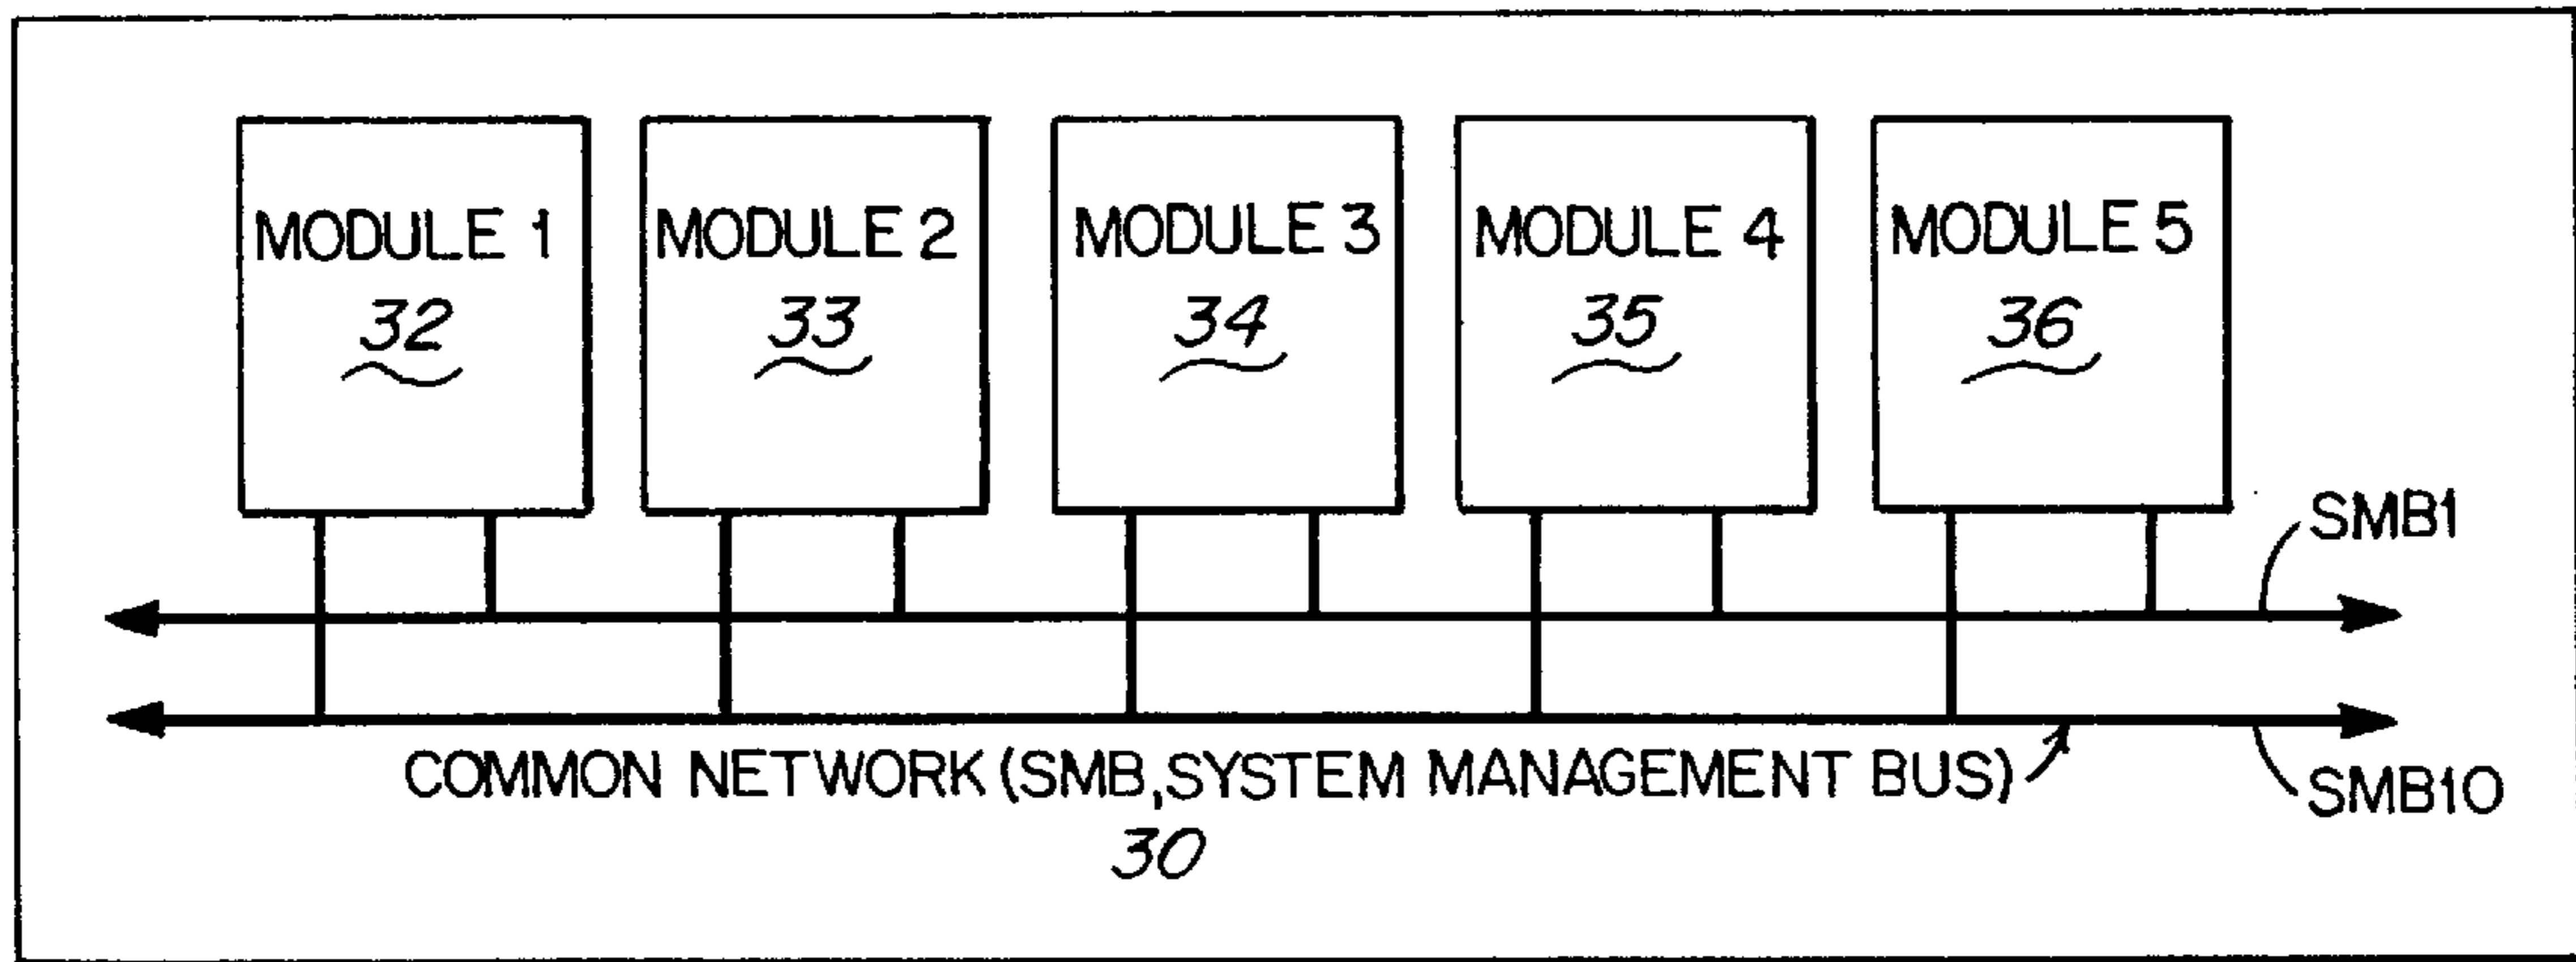 MODULE 1
32
MODULE 2
33
MODULE 3
34
MODULE 4
35
MODULE 5
36
SMB1
COMMON NETWORK (SMB, SYSTEM MANAGEMENT BUS)
30
SMB10